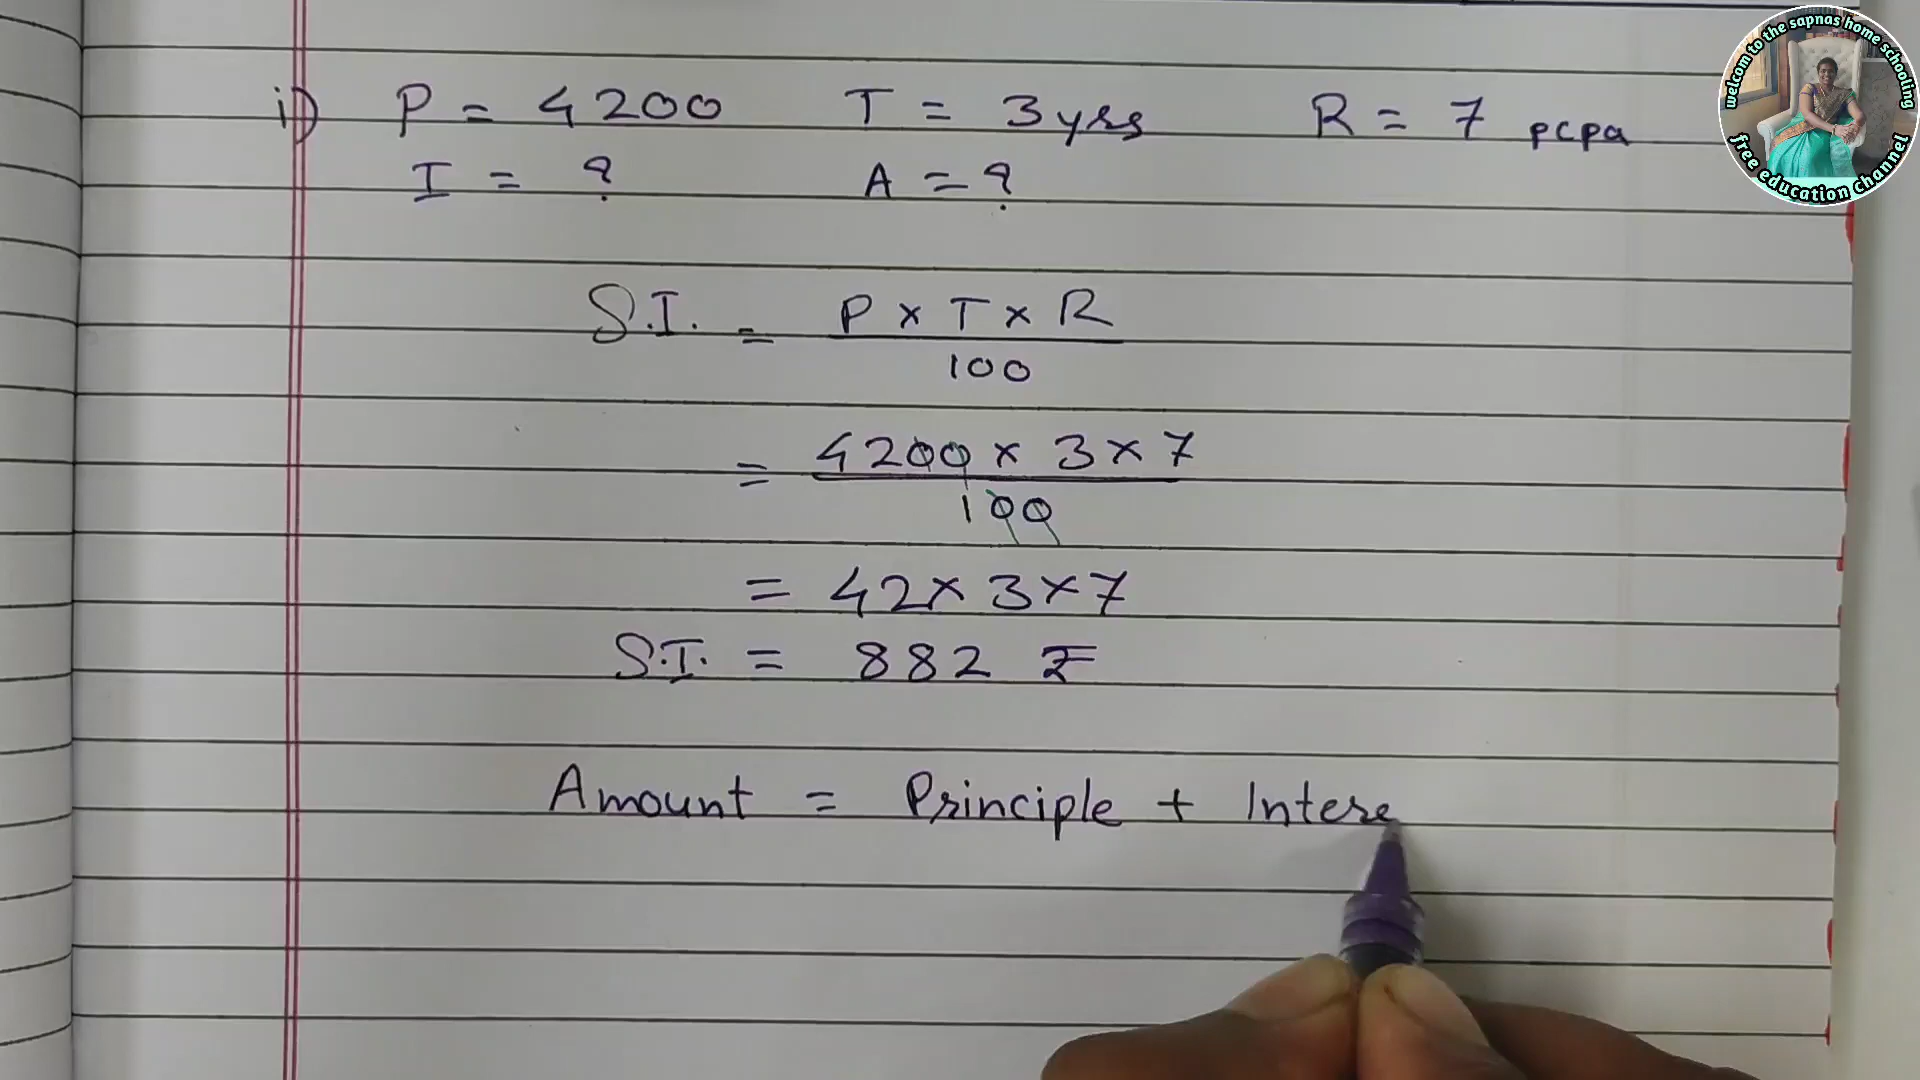 welcom to the sapnas home schooling
free education channel
i) P = 4200 T = 3 yrs R = 7 pcpa
I = ? A = ?
S.I. = P × T × R
100
= 4200 × 3 × 7
100
= 42 × 3 × 7
S.I. = 882 ₹
Amount = Principle + Intere